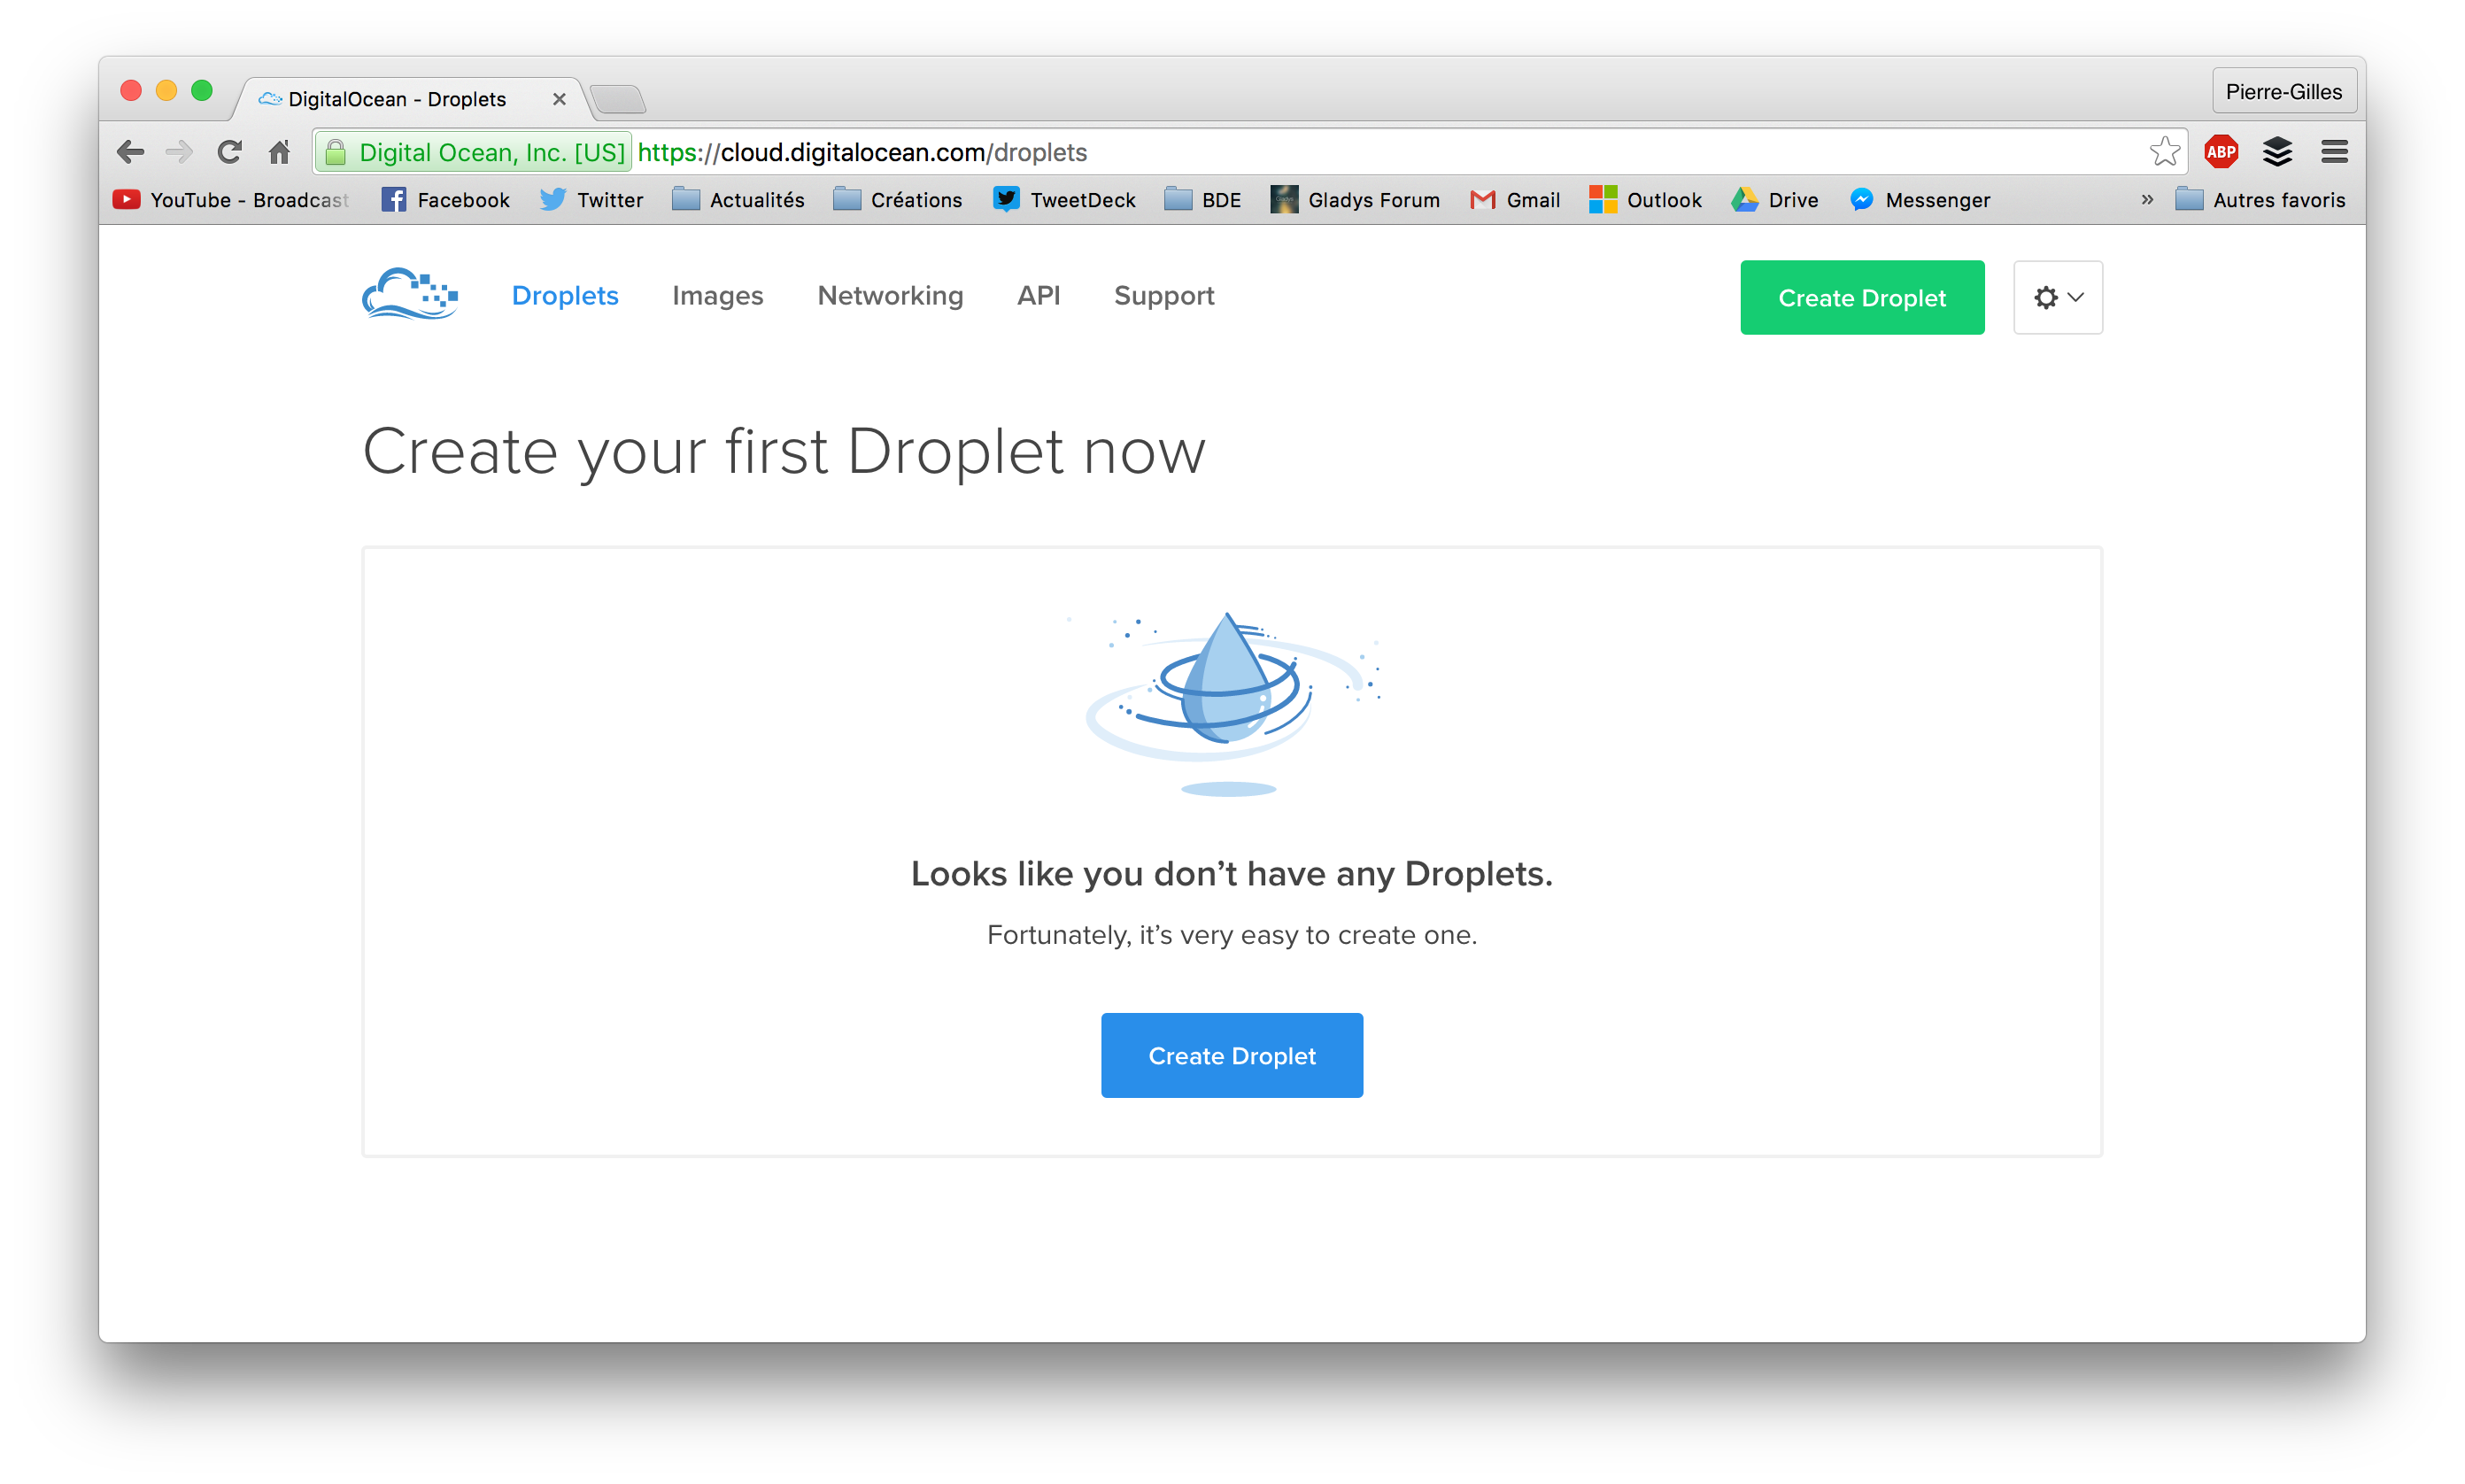 DigitalOcean - Droplets
Pierre-Gilles
Digital Ocean, Inc. [US] https://cloud.digitalocean.com/droplets
ABP
YouTube - Broadcast Facebook Twitter Actualités Créations TweetDeck BDE Gladys Forum Gmail Outlook Drive Messenger » Autres favoris
Droplets Images Networking API Support Create Droplet
Create your first Droplet now
Looks like you don’t have any Droplets.
Fortunately, it’s very easy to create one.
Create Droplet